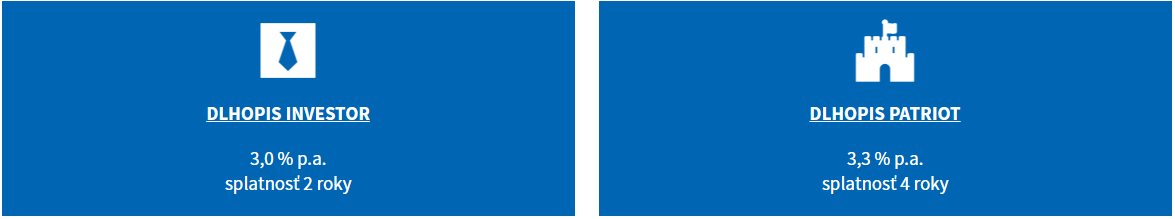 DLHOPIS INVESTOR
3,0 % p.a.
splatnosť 2 roky
DLHOPIS PATRIOT
3,3 % p.a.
splatnosť 4 roky